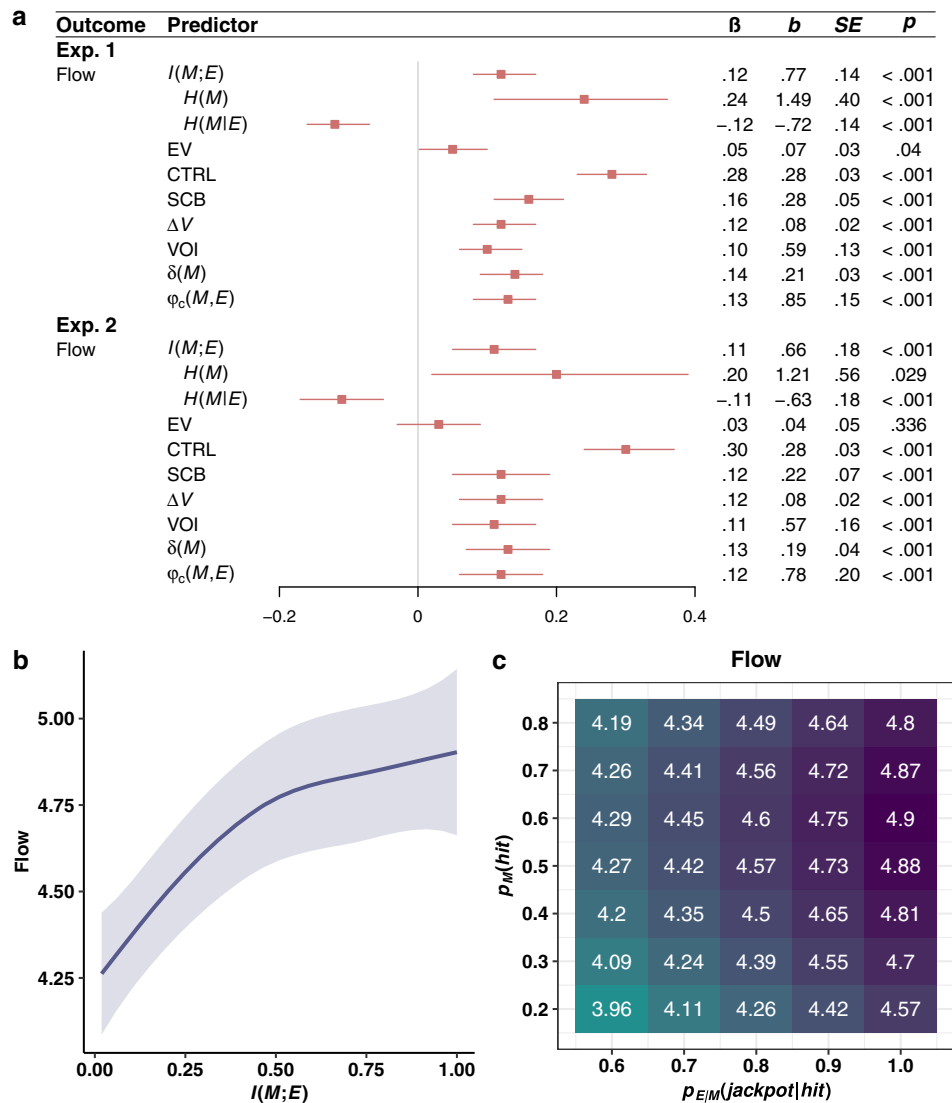 a
Outcome Predictor ß b SE p
Exp. 1
Flow I(M;E) .12 .77 .14 < .001
H(M) .24 1.49 .40 < .001
H(M|E) −.12 −.72 .14 < .001
EV .05 .07 .03 .04
CTRL .28 .28 .03 < .001
SCB .16 .28 .05 < .001
ΔV .12 .08 .02 < .001
VOI .10 .59 .13 < .001
δ(M) .14 .21 .03 < .001
φc(M,E) .13 .85 .15 < .001
Exp. 2
Flow I(M;E) .11 .66 .18 < .001
H(M) .20 1.21 .56 .029
H(M|E) −.11 −.63 .18 < .001
EV .03 .04 .05 .336
CTRL .30 .28 .03 < .001
SCB .12 .22 .07 < .001
ΔV .12 .08 .02 < .001
VOI .11 .57 .16 < .001
δ(M) .13 .19 .04 < .001
φc(M,E) .12 .78 .20 < .001
−0.2 0 0.2 0.4
b
Flow
5.00
4.75
4.50
4.25
0.00 0.25 0.50 0.75 1.00
I(M;E)
c
Flow
pM(hit)
0.8 4.19 4.34 4.49 4.64 4.8
0.7 4.26 4.41 4.56 4.72 4.87
0.6 4.29 4.45 4.6 4.75 4.9
0.5 4.27 4.42 4.57 4.73 4.88
0.4 4.2 4.35 4.5 4.65 4.81
0.3 4.09 4.24 4.39 4.55 4.7
0.2 3.96 4.11 4.26 4.42 4.57
0.6 0.7 0.8 0.9 1.0
pE/M(jackpot|hit)